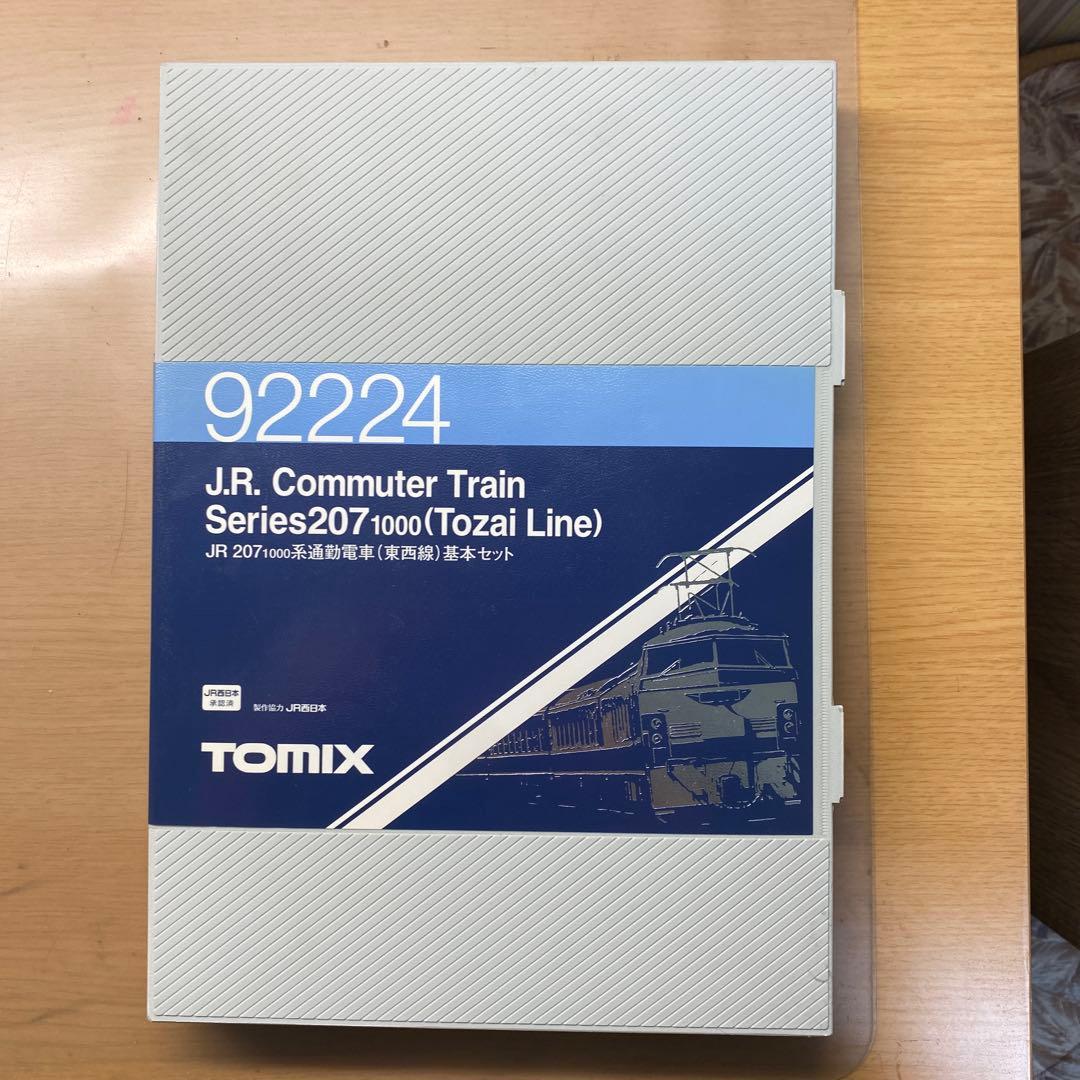 92224
J.R. Commuter Train
Series207 1000(Tozai Line)
JR 207 1000系通勤電車(東西線)基本セット
JR西日本
承認済
製作協力 JR西日本
TOMIX